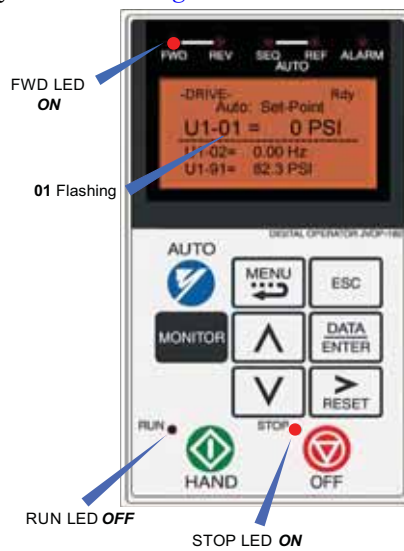 FWD REV SEQ REF ALARM
AUTO
FWD LED
ON
-DRIVE- Rdy
Auto: Set-Point
U1-01 = 0 PSI
U1-02= 0.00 Hz
U1-91= 82.3 PSI
01 Flashing
DIGITAL OPERATOR JVOP-182
AUTO
MENU
ESC
MONITOR
DATA
ENTER
RESET
RUN
STOP
HAND
OFF
RUN LED OFF
STOP LED ON